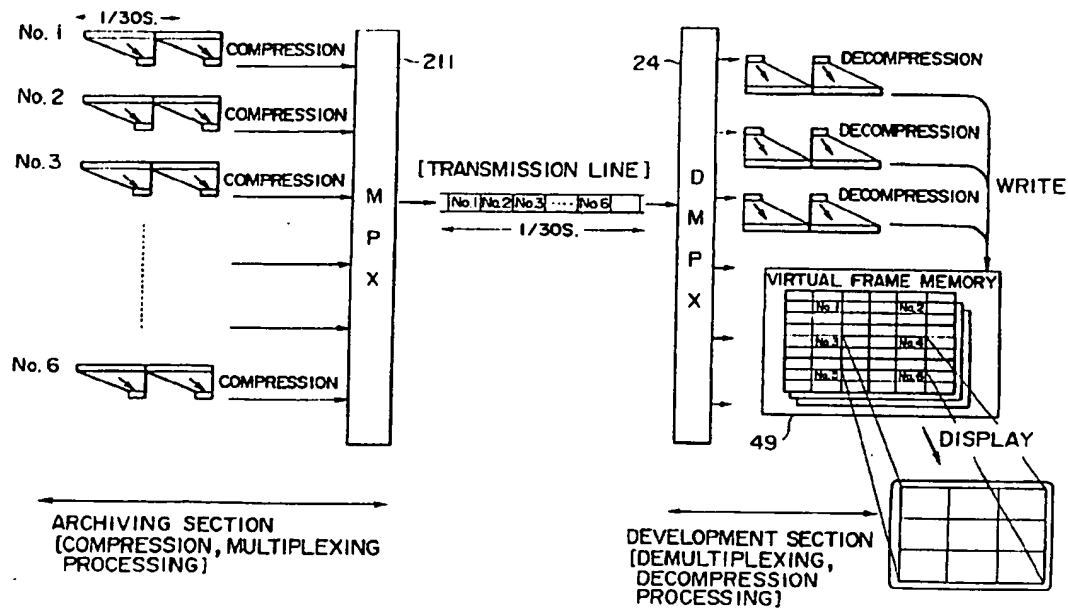 No. 1
1/30S.
COMPRESSION
211
24
DECOMPRESSION
No. 2
COMPRESSION
DECOMPRESSION
No. 3
COMPRESSION
M
P
X
[TRANSMISSION LINE]
No.1 No.2 No.3 ···· No.6
1/30S.
D
M
P
X
DECOMPRESSION
WRITE
VIRTUAL FRAME MEMORY
No.1 No.2
No.3 No.4
No.5 No.6
No. 6
COMPRESSION
49
DISPLAY
ARCHIVING SECTION
[COMPRESSION, MULTIPLEXING
PROCESSING]
DEVELOPMENT SECTION
[DEMULTIPLEXING,
DECOMPRESSION
PROCESSING]